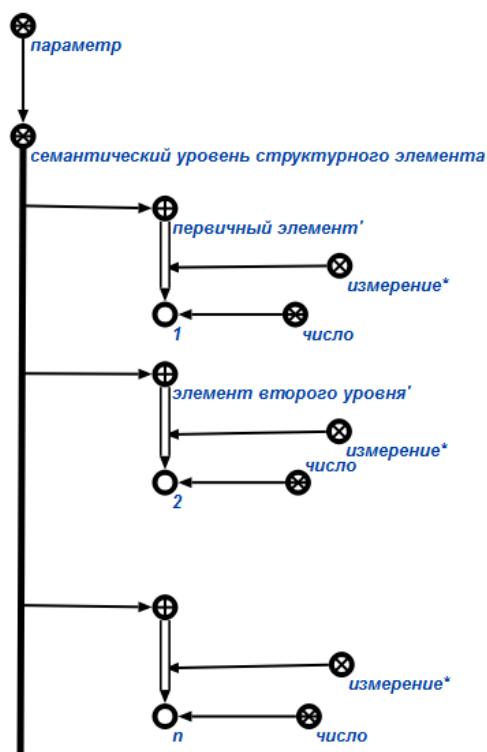 параметр
семантический уровень структурного элемента
первичный элемент'
измерение*
1
число
элемент второго уровня'
измерение*
число
2
измерение*
n
число